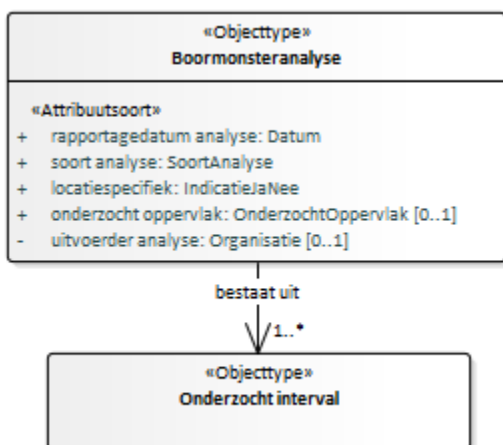 «Objecttype»
Boormonsteranalyse
«Attribuutsoort»
+ rapportagedatum analyse: Datum
+ soort analyse: SoortAnalyse
+ locatiespecifiek: IndicatieJaNee
+ onderzocht oppervlak: OnderzochtOppervlak [0..1]
- uitvoerder analyse: Organisatie [0..1]
bestaat uit
1..*
«Objecttype»
Onderzocht interval